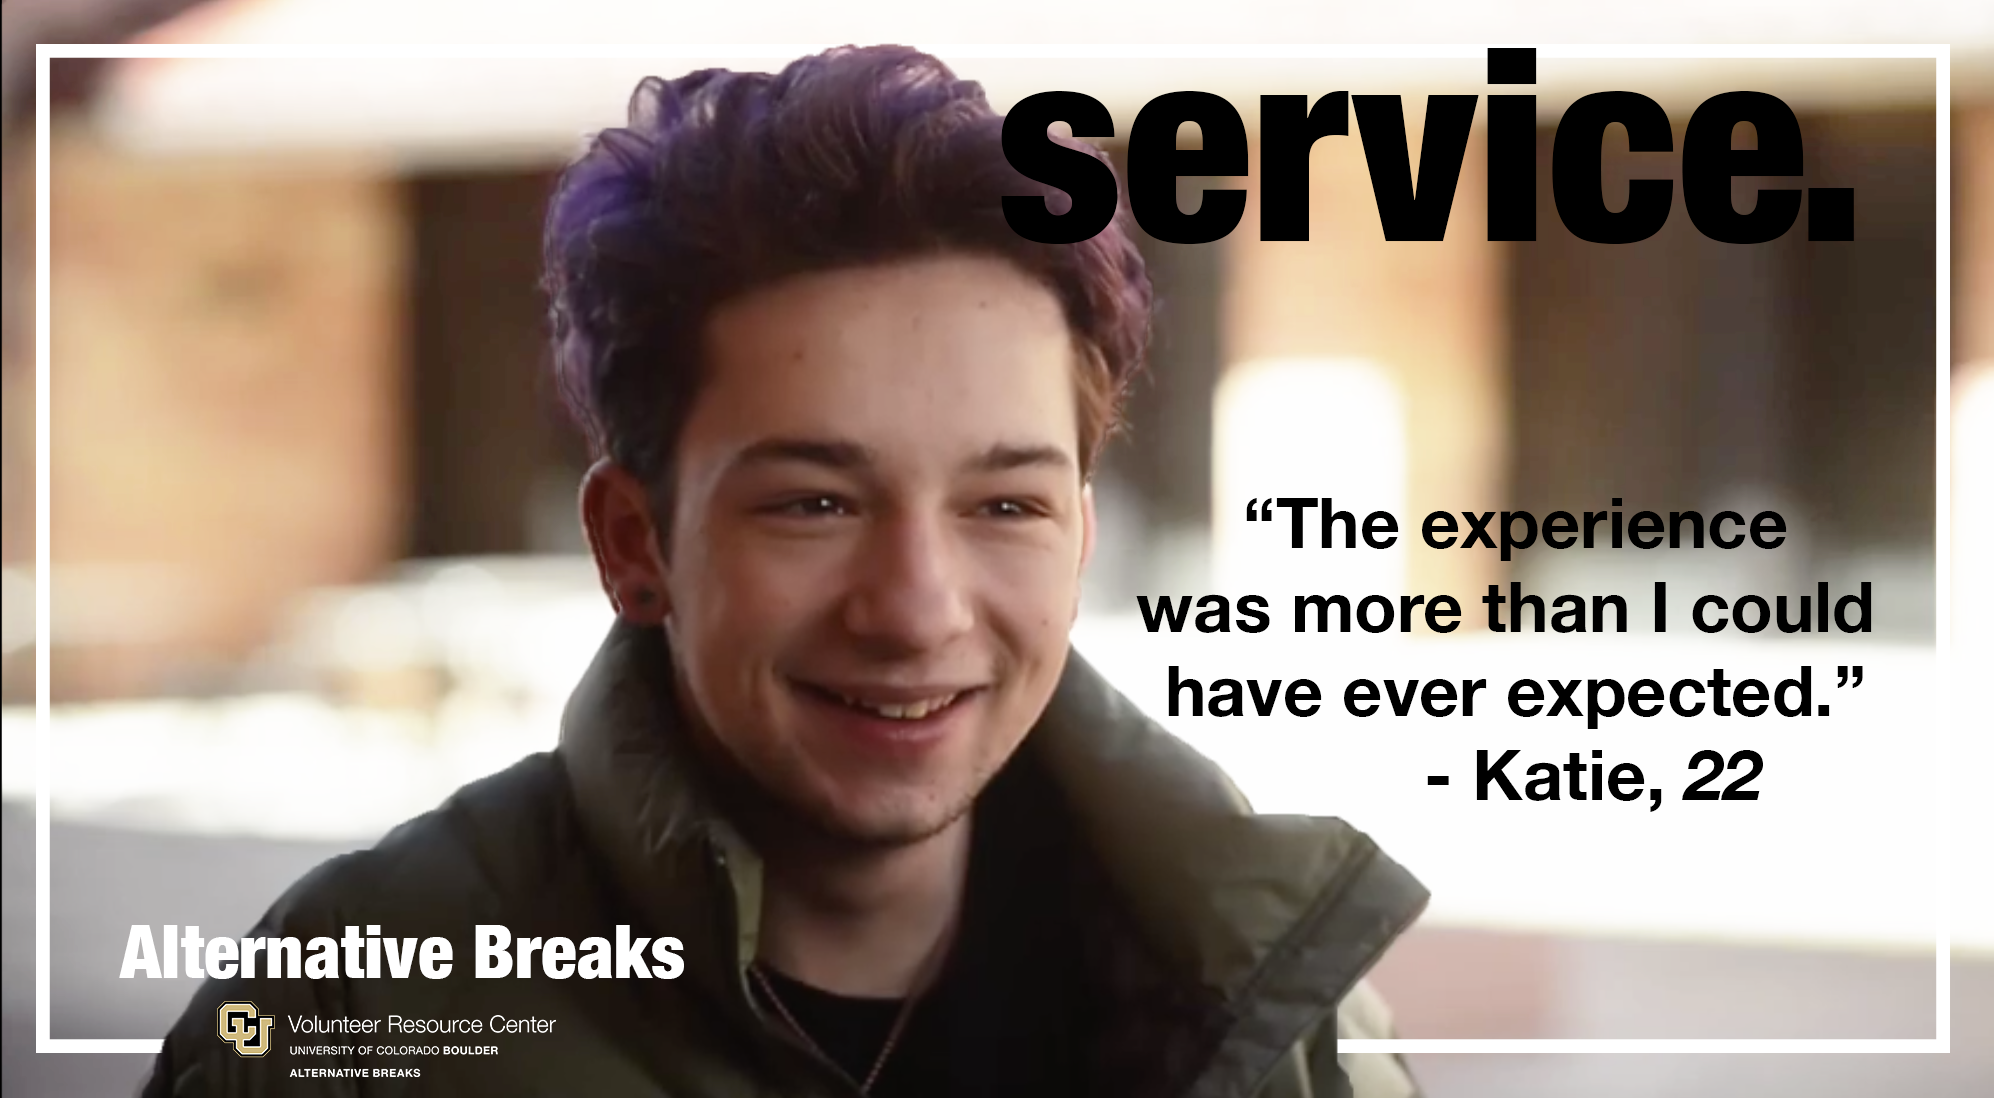 service.
“The experience
was more than I could
have ever expected.”
- Katie, 22
Alternative Breaks
CU
Volunteer Resource Center
UNIVERSITY OF COLORADO BOULDER
ALTERNATIVE BREAKS